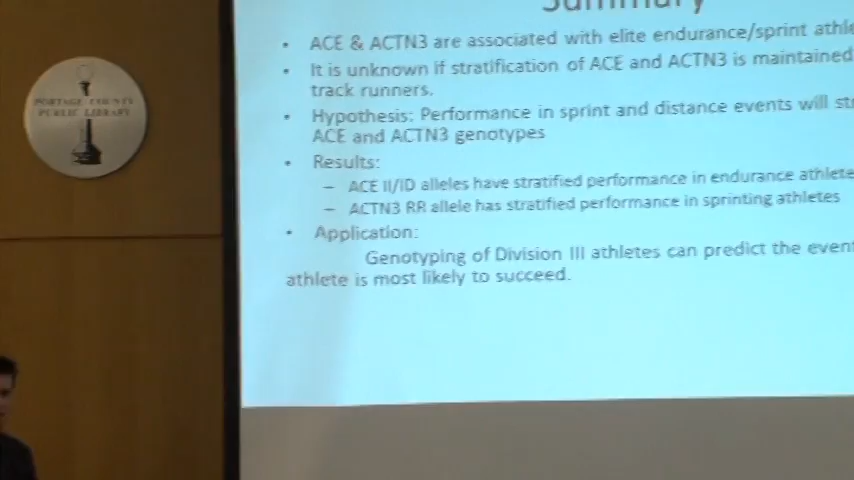 Summary
PORTAGE COUNTY
PUBLIC LIBRARY
• ACE & ACTN3 are associated with elite endurance/sprint athle
• It is unknown if stratification of ACE and ACTN3 is maintained
track runners.
• Hypothesis: Performance in sprint and distance events will str
ACE and ACTN3 genotypes
• Results:
– ACE II/ID alleles have stratified performance in endurance athlete
– ACTN3 RR allele has stratified performance in sprinting athletes
• Application:
Genotyping of Division III athletes can predict the even
athlete is most likely to succeed.